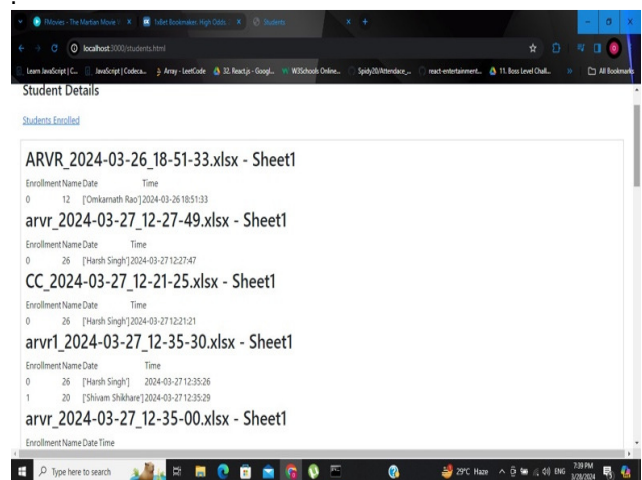 FMovies - The Martian Movie
1xBet Bookmaker. High Odds
Students
localhost:3000/students.html
Learn JavaScript | C...
JavaScript | Codeca...
Array - LeetCode
32. React.js - Googl...
W3Schools Online...
Spidy20/Attendace_...
react-entertainment...
11. Boss Level Chall...
All Bookmarks
Student Details
Students Enrolled
ARVR_2024-03-26_18-51-33.xlsx - Sheet1
Enrollment Name Date Time
0 12 ['Omkarnath Rao'] 2024-03-26 18:51:33
arvr_2024-03-27_12-27-49.xlsx - Sheet1
Enrollment Name Date Time
0 26 ['Harsh Singh'] 2024-03-27 12:27:47
CC_2024-03-27_12-21-25.xlsx - Sheet1
Enrollment Name Date Time
0 26 ['Harsh Singh'] 2024-03-27 12:21:21
arvr1_2024-03-27_12-35-30.xlsx - Sheet1
Enrollment Name Date Time
0 26 ['Harsh Singh'] 2024-03-27 12:35:26
1 20 ['Shivam Shikhare'] 2024-03-27 12:35:29
arvr_2024-03-27_12-35-00.xlsx - Sheet1
Enrollment Name Date Time
Type here to search
29°C Haze
ENG
7:39 PM
3/28/2024